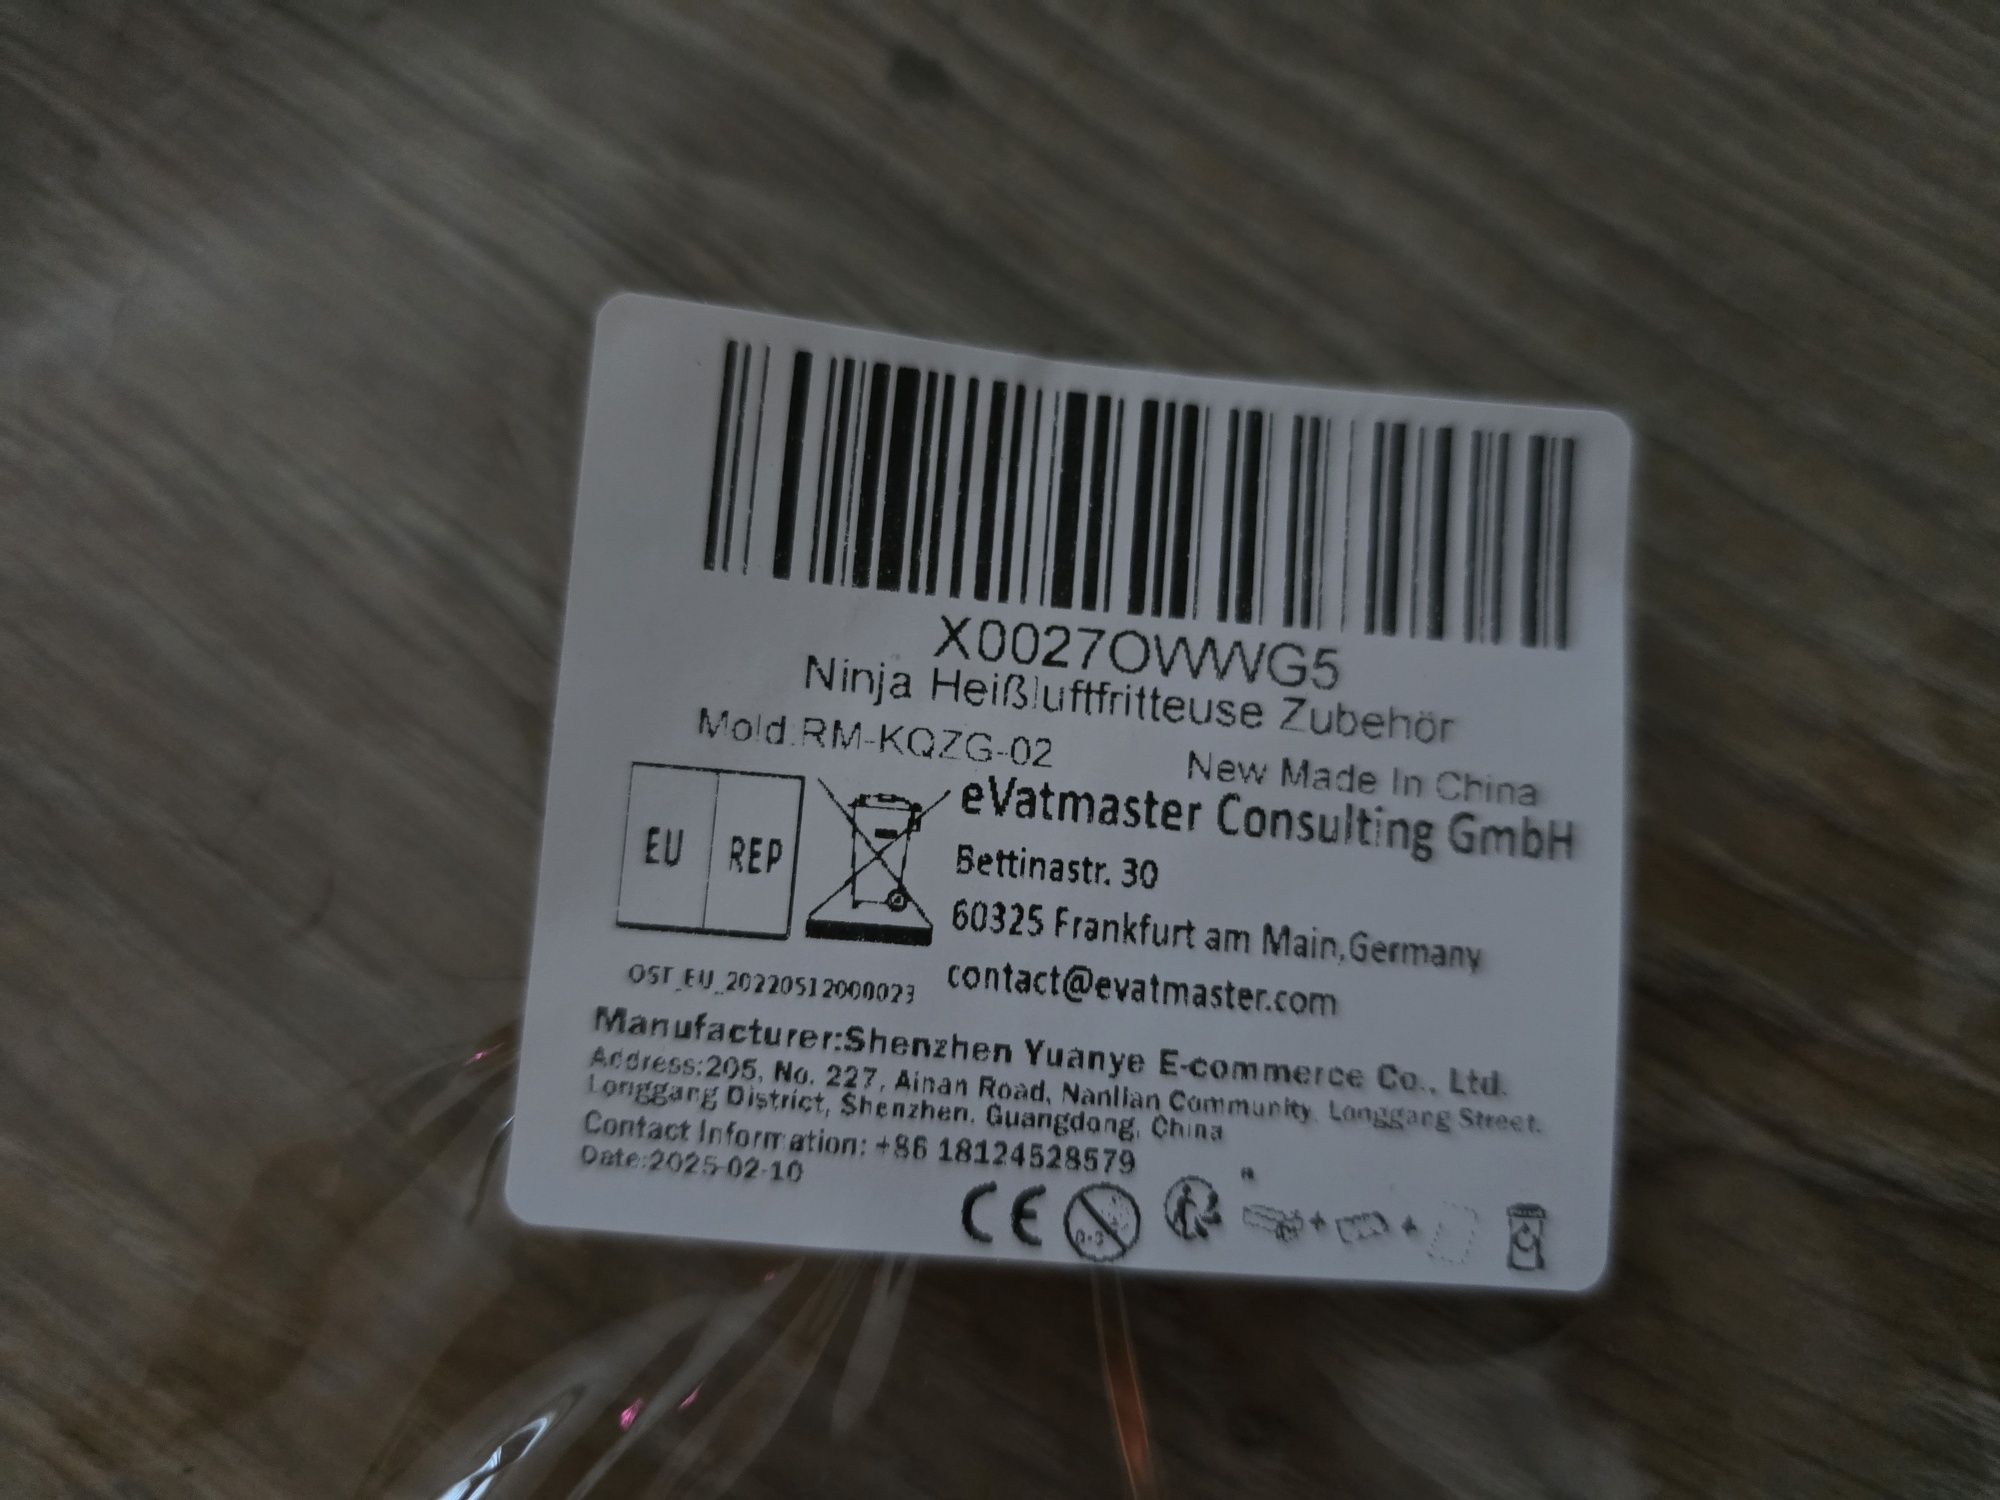 X0027OWWG5
Ninja Heißluftfritteuse Zubehör
Mold:RM-KQZG-02
New Made In China
EU REP
eVatmaster Consulting GmbH
Bettinastr. 30
60325 Frankfurt am Main,Germany
contact@evatmaster.com
OST_EU_20220512000023
Manufacturer:Shenzhen Yuanye E-commerce Co., Ltd.
Address:205, No. 227, Ainan Road, Nanlian Community, Longgang Street,
Longgang District, Shenzhen, Guangdong, China
Contact Information: +86 18124528579
Date:2025-02-10
CE
0-3